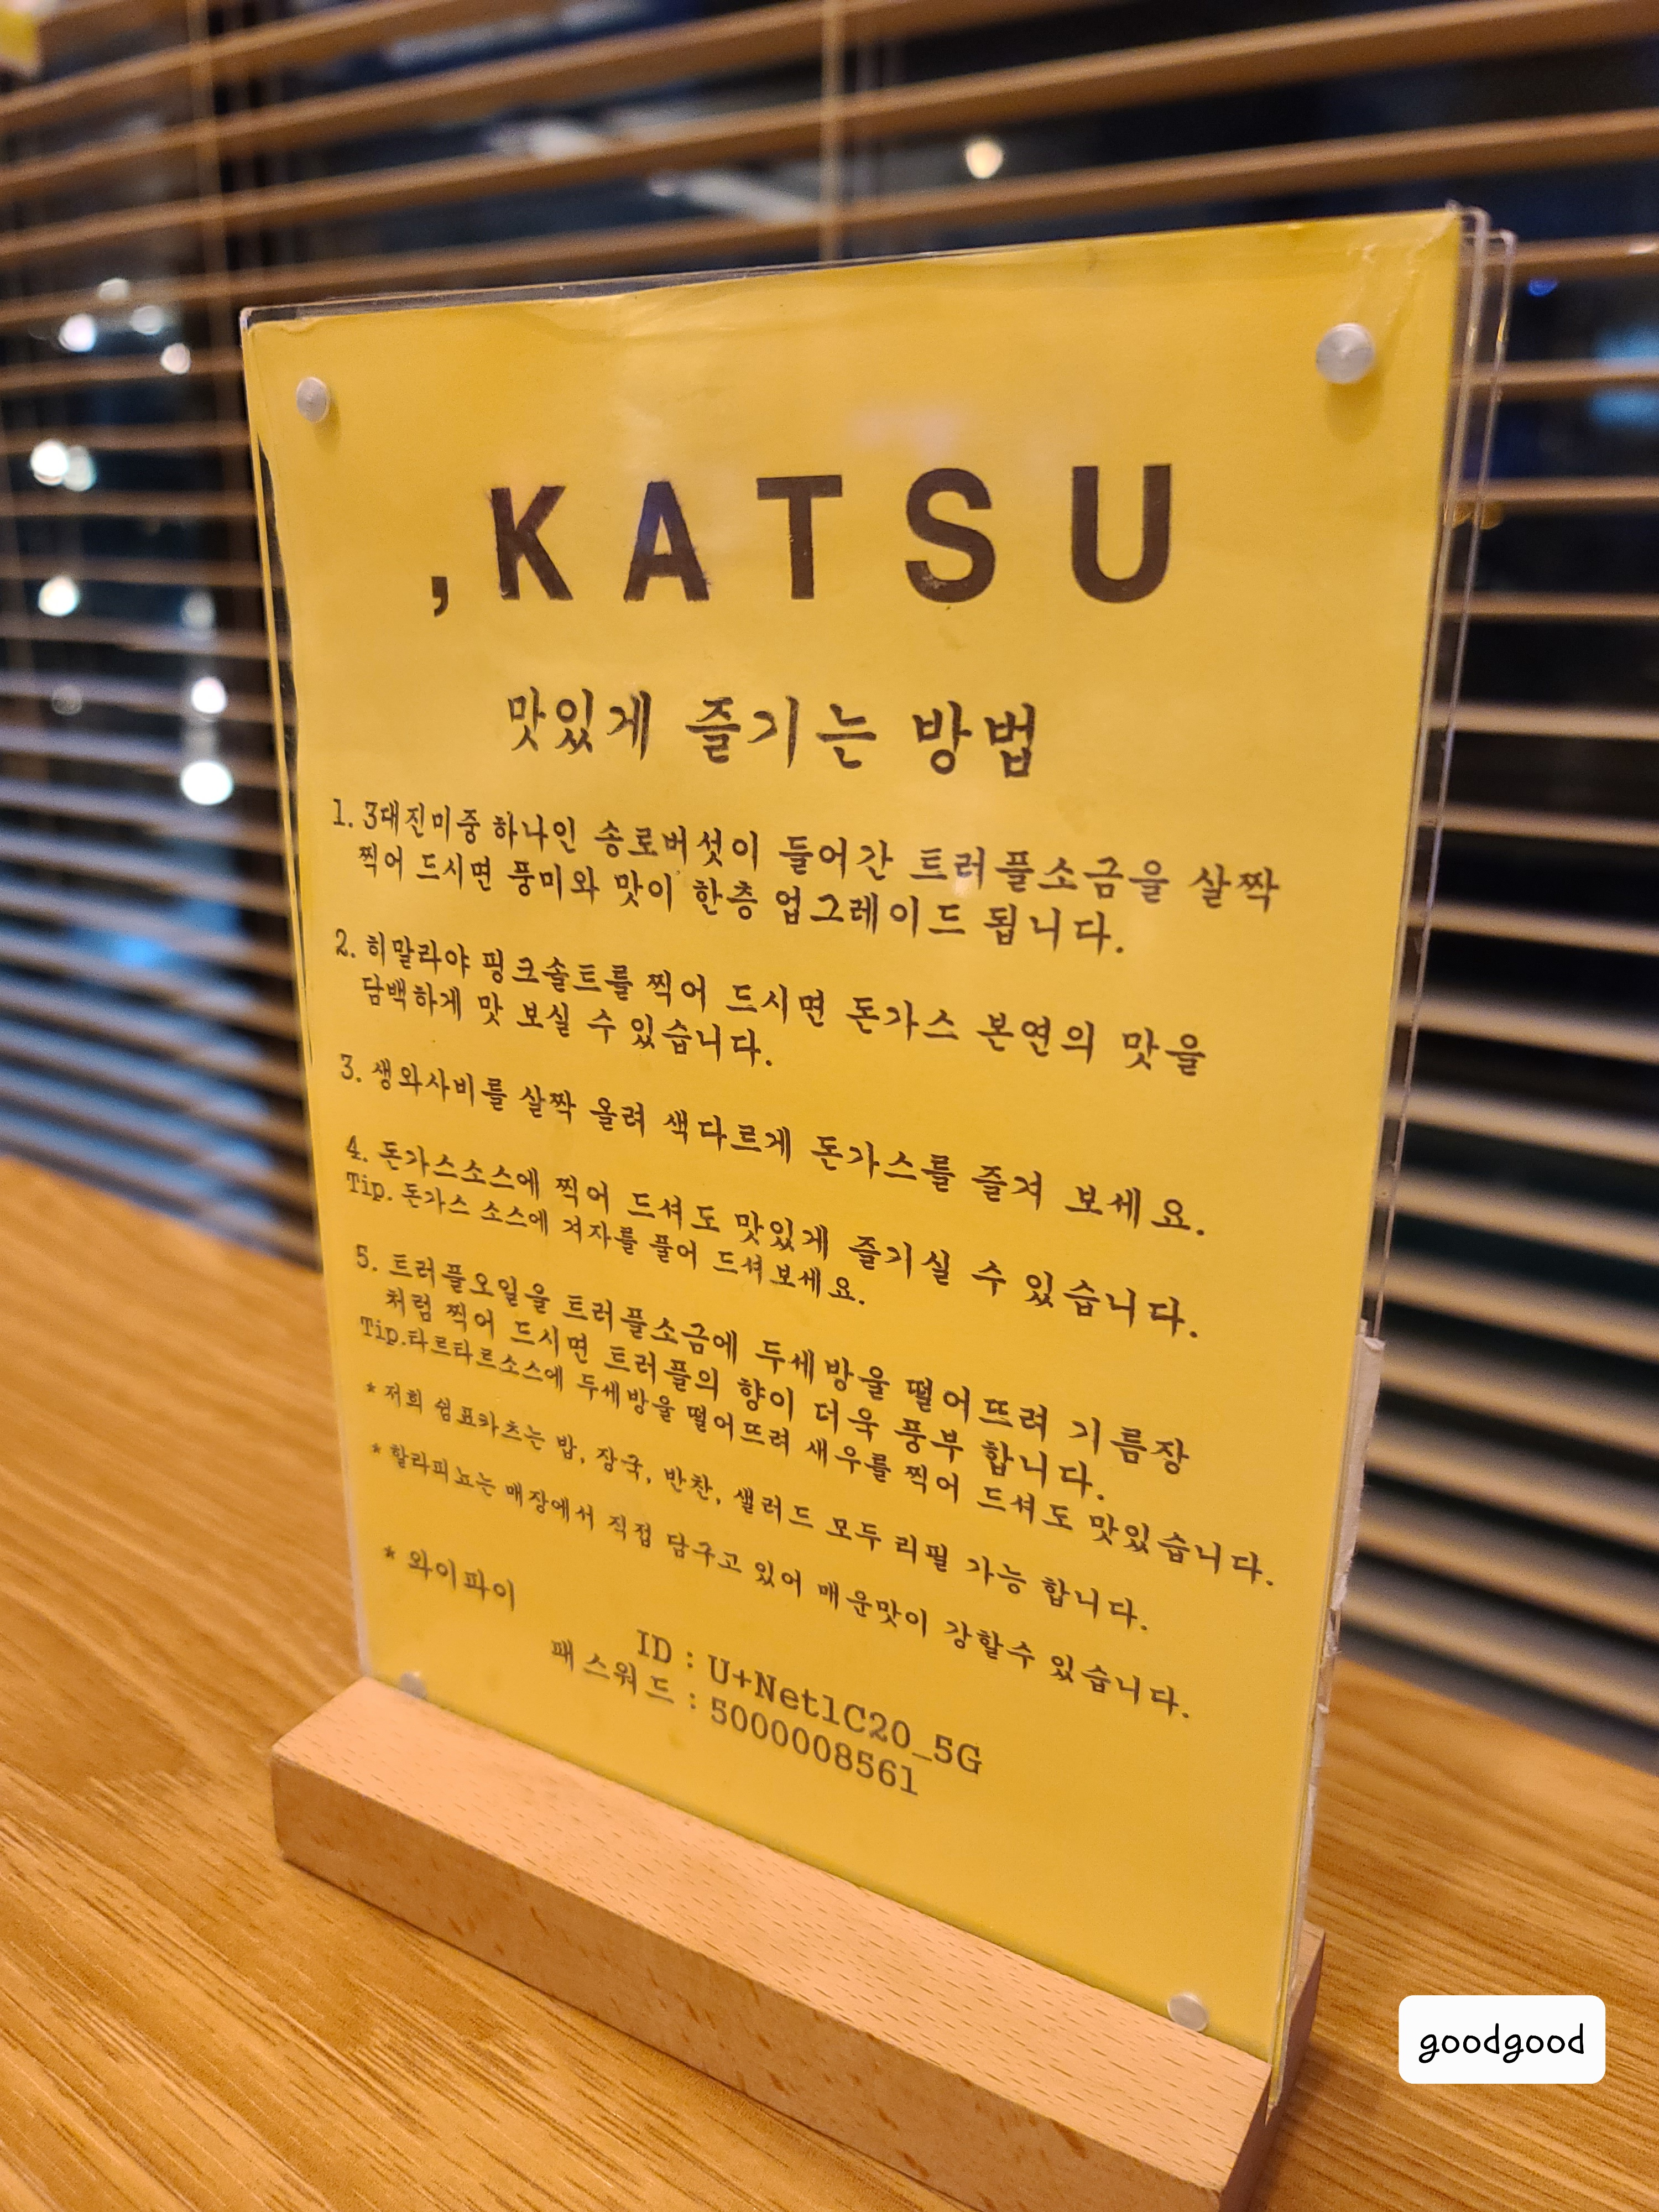 ,KATSU
맛있게 즐기는 방법
1. 3대진미중 하나인 송로버섯이 들어간 트러플소금을 살짝
찍어 드시면 풍미와 맛이 한층 업그레이드 됩니다.
2. 히말라야 핑크솔트를 찍어 드시면 돈가스 본연의 맛을
담백하게 맛 보실 수 있습니다.
3. 생와사비를 살짝 올려 색다르게 돈가스를 즐겨 보세요.
4. 돈가스소스에 찍어 드셔도 맛있게 즐기실 수 있습니다.
Tip. 돈가스 소스에 겨자를 풀어 드셔보세요.
5. 트러플오일을 트러플소금에 두세방울 떨어뜨려 기름장
처럼 찍어 드시면 트러플의 향이 더욱 풍부 합니다.
Tip.타르타르소스에 두세방울 떨어뜨려 새우를 찍어 드셔도 맛있습니다.
* 저희 쉼표카츠는 밥, 장국, 반찬, 샐러드 모두 리필 가능 합니다.
* 할라피뇨는 매장에서 직접 담구고 있어 매운맛이 강할수 있습니다.
* 와이파이
ID : U+Net1C20_5G
패스워드 : 5000008561
goodgood